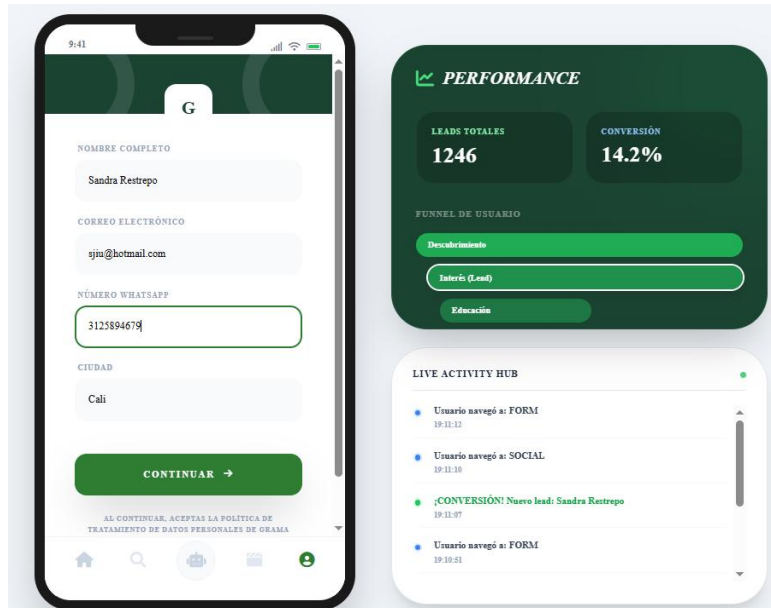 9:41
G
NOMBRE COMPLETO
Sandra Restrepo
CORREO ELECTRÓNICO
sjiu@hotmail.com
NÚMERO WHATSAPP
3125894679
CIUDAD
Cali
CONTINUAR →
AL CONTINUAR, ACEPTAS LA POLÍTICA DE
TRATAMIENTO DE DATOS PERSONALES DE GRAMA
PERFORMANCE
LEADS TOTALES
1246
CONVERSIÓN
14.2%
FUNNEL DE USUARIO
Descubrimiento
Interés (Lead)
Educación
LIVE ACTIVITY HUB
Usuario navegó a: FORM
19:11:12
Usuario navegó a: SOCIAL
19:11:10
¡CONVERSIÓN! Nuevo lead: Sandra Restrepo
19:11:07
Usuario navegó a: FORM
19:10:51